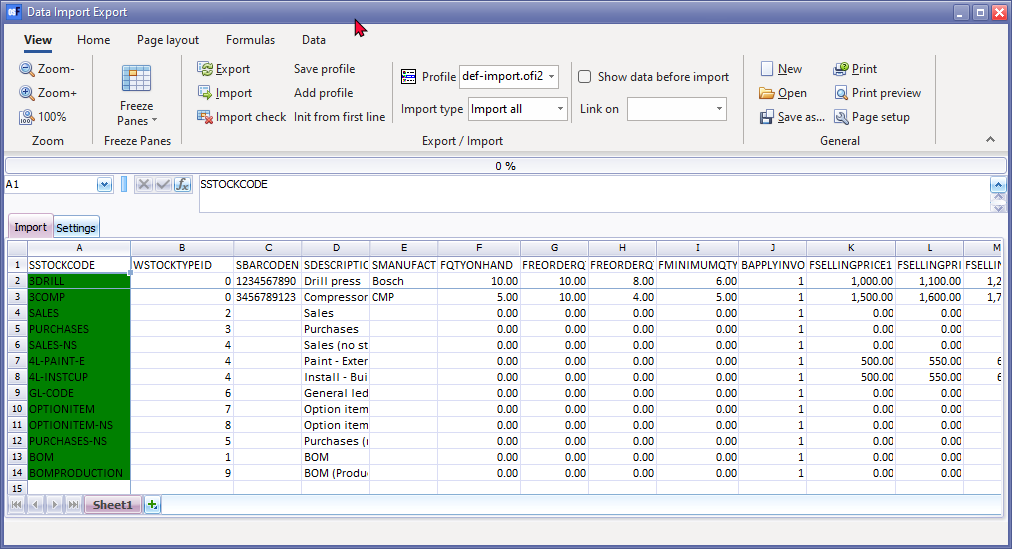 Data Import Export
View Home Page layout Formulas Data
Zoom- Export Save profile Profile def-import.ofi2 Show data before import New Print
Zoom+ Freeze Panes Import Add profile Open Print preview
100% Import check Init from first line Import type Import all Link on Save as... Page setup
Zoom Freeze Panes Export / Import General
0 %
A1 fx SSTOCKCODE
Import Settings
A B C D E F G H I J K L M
1 SSTOCKCODE WSTOCKTYPEID SBARCODEN SDESCRIPTIC SMANUFACT FQTYONHAND FREORDERQ FREORDERQ FMINIMUMQTY BAPPLYINVO FSELLINGPRICE1 FSELLINGPRI FSELLIN
2 3DRILL 0 1234567890 Drill press Bosch 10.00 10.00 8.00 6.00 1 1,000.00 1,100.00 1,2
3 3COMP 0 3456789123 Compressor CMP 5.00 10.00 4.00 5.00 1 1,500.00 1,600.00 1,7
4 SALES 2 Sales 0.00 0.00 0.00 0.00 1 0.00 0.00
5 PURCHASES 3 Purchases 0.00 0.00 0.00 0.00 1 0.00 0.00
6 SALES-NS 4 Sales (no st 0.00 0.00 0.00 0.00 1 0.00 0.00
7 4L-PAINT-E 4 Paint - Exter 0.00 0.00 0.00 0.00 1 500.00 550.00 6
8 4L-INSTCUP 4 Install - Bui 0.00 0.00 0.00 0.00 1 500.00 550.00 6
9 GL-CODE 6 General led 0.00 0.00 0.00 0.00 1 0.00 0.00
10 OPTIONITEM 7 Option item 0.00 0.00 0.00 0.00 1 0.00 0.00
11 OPTIONITEM-NS 8 Option item 0.00 0.00 0.00 0.00 1 0.00 0.00
12 PURCHASES-NS 5 Purchases (r 0.00 0.00 0.00 0.00 1 0.00 0.00
13 BOM 1 BOM 0.00 0.00 0.00 0.00 1 0.00 0.00
14 BOMPRODUCTION 9 BOM (Produ 0.00 0.00 0.00 0.00 1 0.00 0.00
15
Sheet1